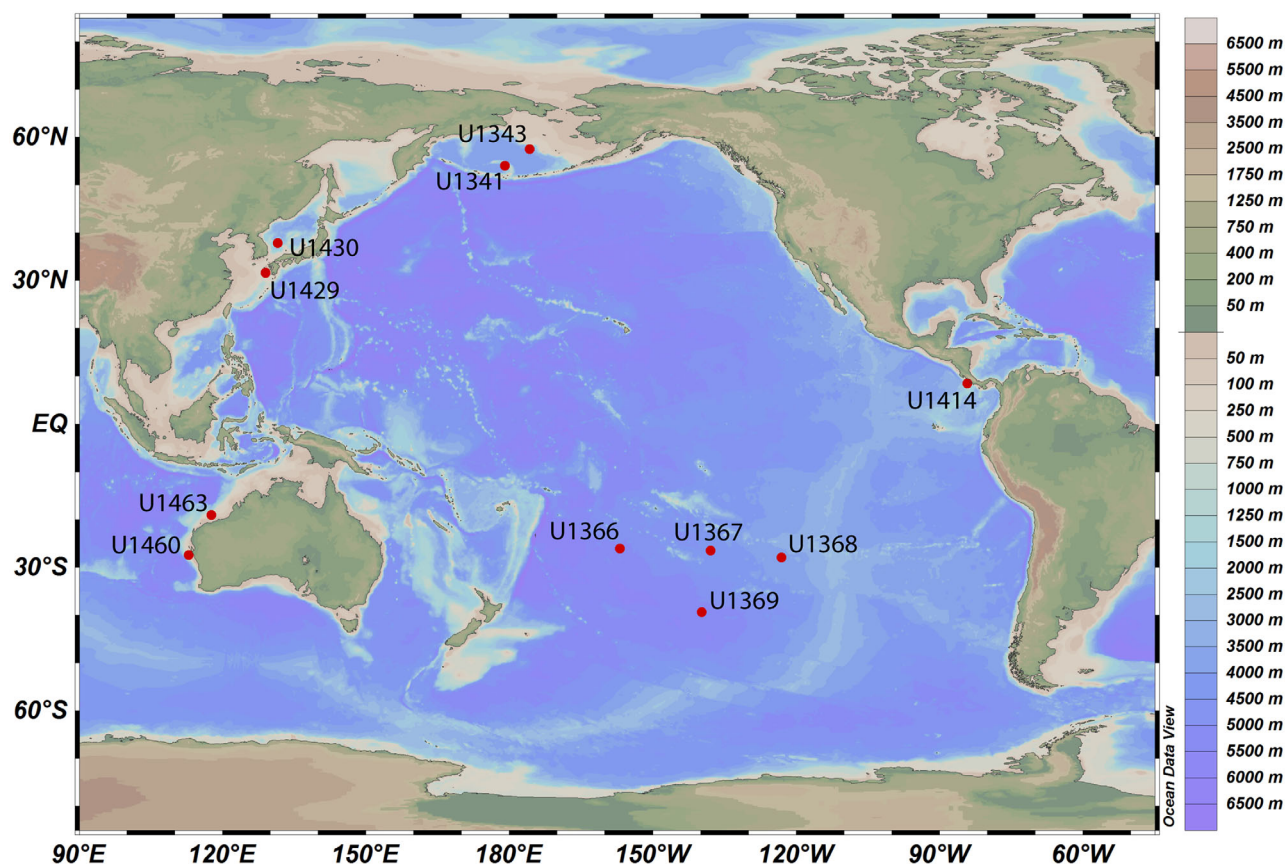 60°N
30°N
EQ
30°S
60°S
90°E
120°E
150°E
180°W
150°W
120°W
90°W
60°W
U1343
U1341
U1430
U1429
U1414
U1463
U1460
U1366
U1367
U1368
U1369
Ocean Data View
6500 m
5500 m
4500 m
3500 m
2500 m
1750 m
1250 m
750 m
400 m
200 m
50 m
50 m
100 m
250 m
500 m
750 m
1000 m
1250 m
1500 m
2000 m
2500 m
3000 m
3500 m
4000 m
4500 m
5000 m
5500 m
6000 m
6500 m